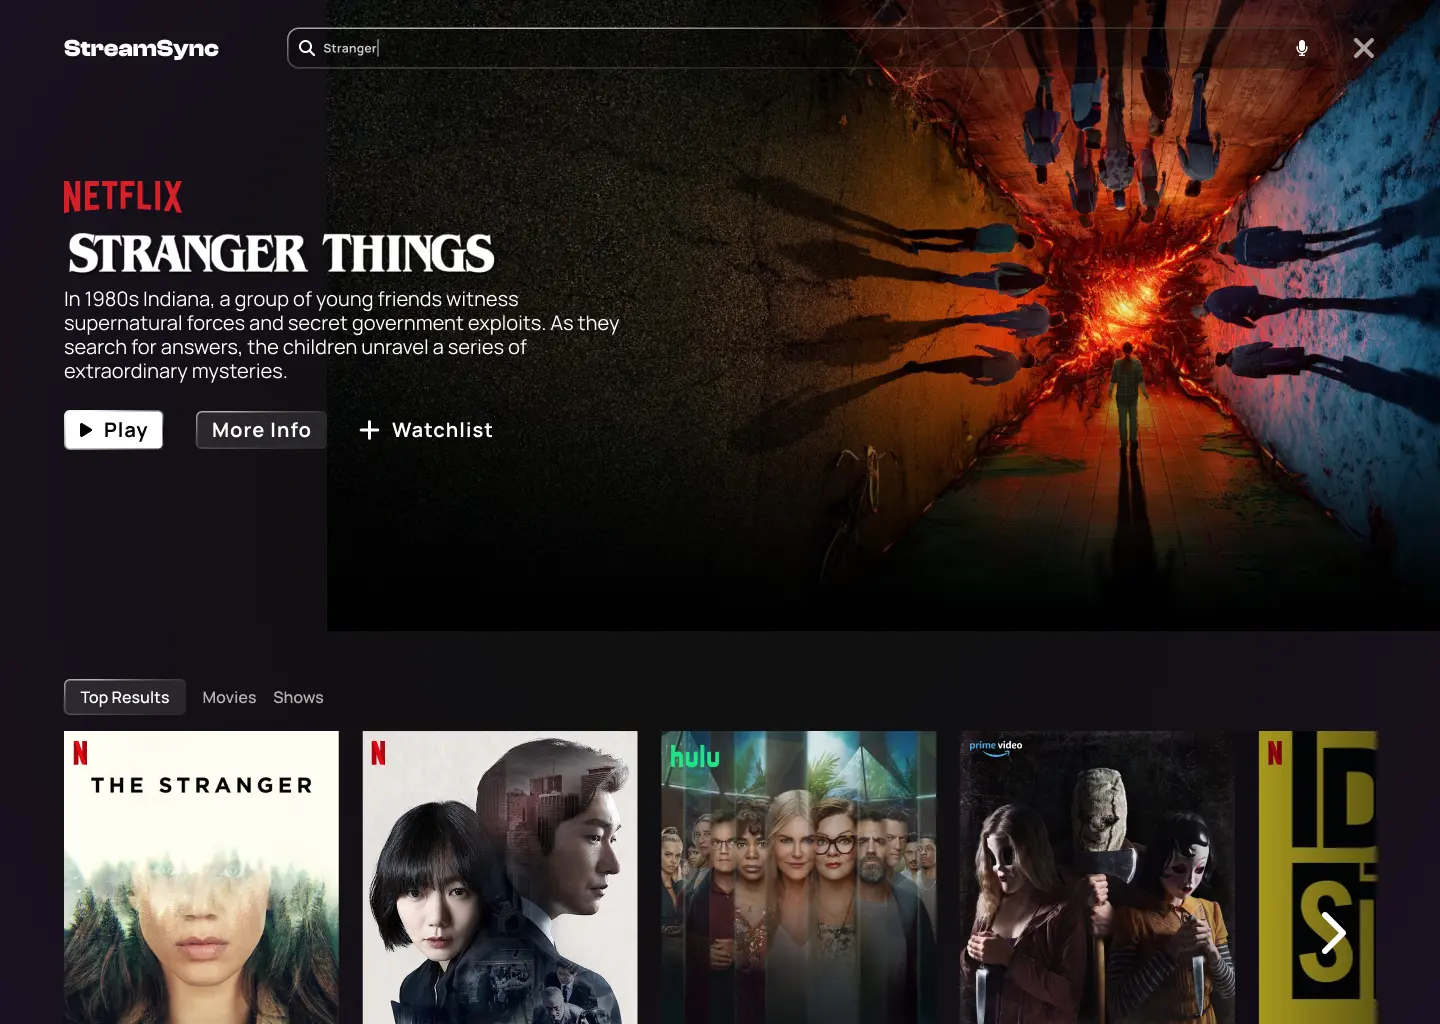 StreamSync
Stranger
NETFLIX
STRANGER THINGS
In 1980s Indiana, a group of young friends witness
supernatural forces and secret government exploits. As they
search for answers, the children unravel a series of
extraordinary mysteries.
Play
More Info
Watchlist
Top Results
Movies
Shows
N
THE STRANGER
N
hulu
prime video
N
ID
Si